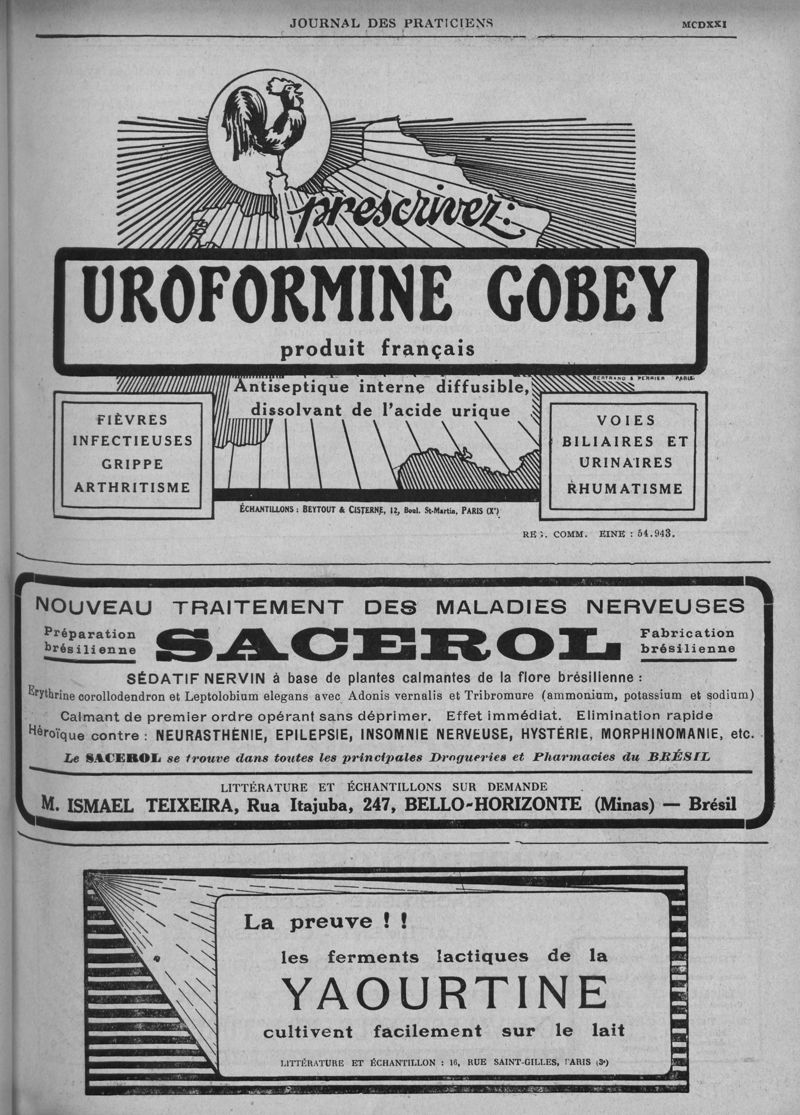 JOURNAL DES PRATICIENS
MCDXXI
prescrivez:
UROFORMINE GOBEY
produit français
BERTRAND & PERRIER PARIS
Antiseptique interne diffusible,
dissolvant de l'acide urique
FIÈVRES
INFECTIEUSES
GRIPPE
ARTHRITISME
VOIES
BILIAIRES ET
URINAIRES
RHUMATISME
ÉCHANTILLONS : BEYTOUT & CISTERNE, 12, Boul. St-Martin, PARIS (Xe)
COMM. EINE : 54.943.
NOUVEAU TRAITEMENT DES MALADIES NERVEUSES
Préparation
brésilienne
SACEROL
Fabrication
brésilienne
SÉDATIF NERVIN á base de plantes calmantes de la flore brésilienne :
Erythrine corollodendron et Leptolobium elegans avec Adonis vernalis et Tribromure (ammonium, potassium et sodium)
Calmant de premier ordre opérant sans déprimer. Effet immédiat. Elimination rapide
Héroïque contre : NEURASTHÉNIE, EPILEPSIE, INSOMNIE NERVEUSE, HYSTÉRIE, MORPHINOMANIE, etc.
Le SACEROL se trouve dans toutes les principales Drogueries et Pharmacies du BRÉSIL
LITTÉRATURE ET ÉCHANTILLONS SUR DEMANDE
M. ISMAEL TEIXEIRA, Rua Itajuba, 247, BELLO-HORIZONTE (Minas) — Brésil
La preuve ! !
les ferments lactiques de la
YAOURTINE
cultivent facilement sur le lait
LITTÉRATURE ET ÉCHANTILLON : 16, RUE SAINT-GILLES, PARIS (3e)